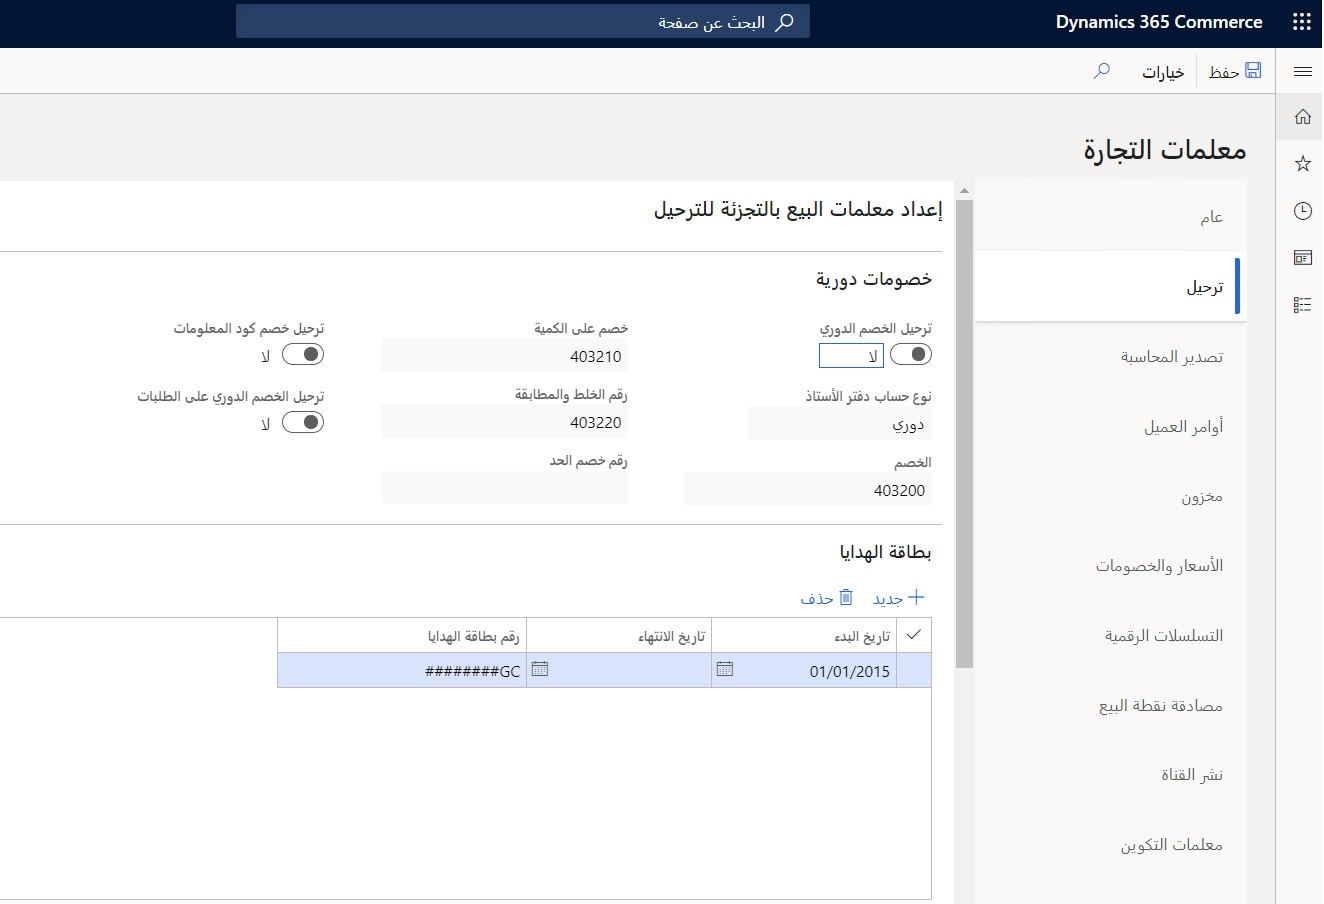 Dynamics 365 Commerce
البحث عن صفحة
حفظ
خيارات
معلمات التجارة
عام
ترحيل
تصدير المحاسبة
أوامر العميل
مخزون
الأسعار والخصومات
التسلسلات الرقمية
مصادقة نقطة البيع
نشر القناة
معلمات التكوين
إعداد معلمات البيع بالتجزئة للترحيل
خصومات دورية
ترحيل الخصم الدوري
لا
نوع حساب دفتر الأستاذ
دوري
الخصم
403200
خصم على الكمية
403210
رقم الخلط والمطابقة
403220
رقم خصم الحد
ترحيل خصم كود المعلومات
لا
ترحيل الخصم الدوري على الطلبات
لا
بطاقة الهدايا
جديد
حذف
تاريخ البدء
تاريخ الانتهاء
رقم بطاقة الهدايا
01/01/2015
########GC